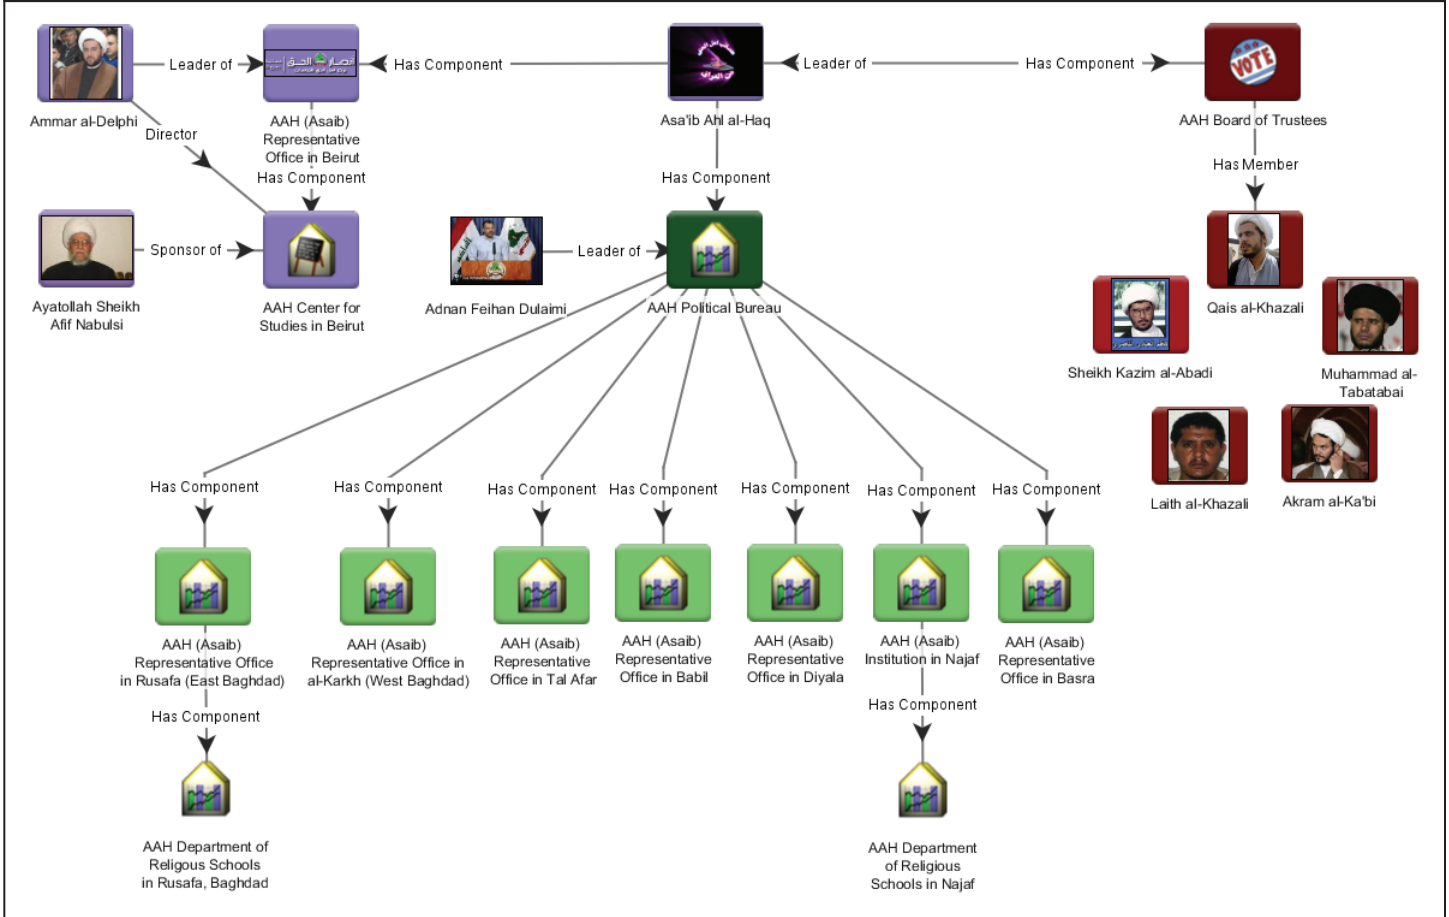 Leader of
Has Component
Leader of
Has Component
VOTE
انصار الحق
Ammar al-Delphi
AAH (Asaib)
Representative
Office in Beirut
Asa'ib Ahl al-Haq
AAH Board of Trustees
Director
Has Component
Has Component
Has Member
Sponsor of
Leader of
Ayatollah Sheikh
Afif Nabulsi
AAH Center for
Studies in Beirut
Adnan Feihan Dulaimi
AAH Political Bureau
Qais al-Khazali
Sheikh Kazim al-Abadi
Muhammad al-
Tabatabai
Laith al-Khazali
Akram al-Ka'bi
Has Component
Has Component
Has Component
Has Component
Has Component
Has Component
Has Component
AAH (Asaib)
Representative Office
in Rusafa (East Baghdad)
AAH (Asaib)
Representative Office in
al-Karkh (West Baghdad)
AAH (Asaib)
Representative
Office in Tal Afar
AAH (Asaib)
Representative
Office in Babil
AAH (Asaib)
Representative
Office in Diyala
AAH (Asaib)
Institution in Najaf
AAH (Asaib)
Representative
Office in Basra
Has Component
Has Component
AAH Department of
Religous Schools
in Rusafa, Baghdad
AAH Department
of Religious
Schools in Najaf